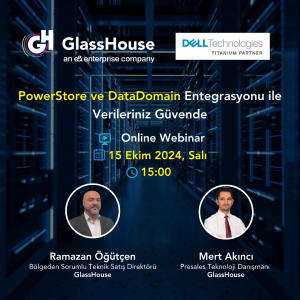 GH GlassHouse
an e& enterprise company
DELL Technologies
TITANIUM PARTNER
PowerStore ve DataDomain Entegrasyonu ile
Verileriniz Güvende
Online Webinar
15 Ekim 2024, Salı
15:00
Ramazan Öğütçen
Bölgeden Sorumlu Teknik Satış Direktörü
GlassHouse
Mert Akıncı
Presales Teknoloji Danışmanı
GlassHouse